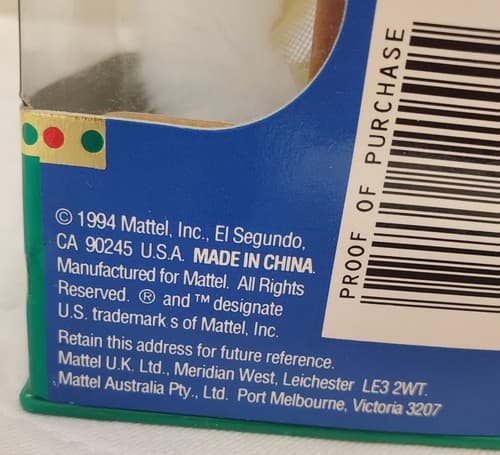 © 1994 Mattel, Inc., El Segundo,
CA 90245 U.S.A. MADE IN CHINA.
Manufactured for Mattel. All Rights
Reserved. ® and ™ designate
U.S. trademark s of Mattel, Inc.
Retain this address for future reference.
Mattel U.K. Ltd., Meridian West, Leichester LE3 2WT.
Mattel Australia Pty., Ltd. Port Melbourne, Victoria 3207
PROOF OF PURCHASE